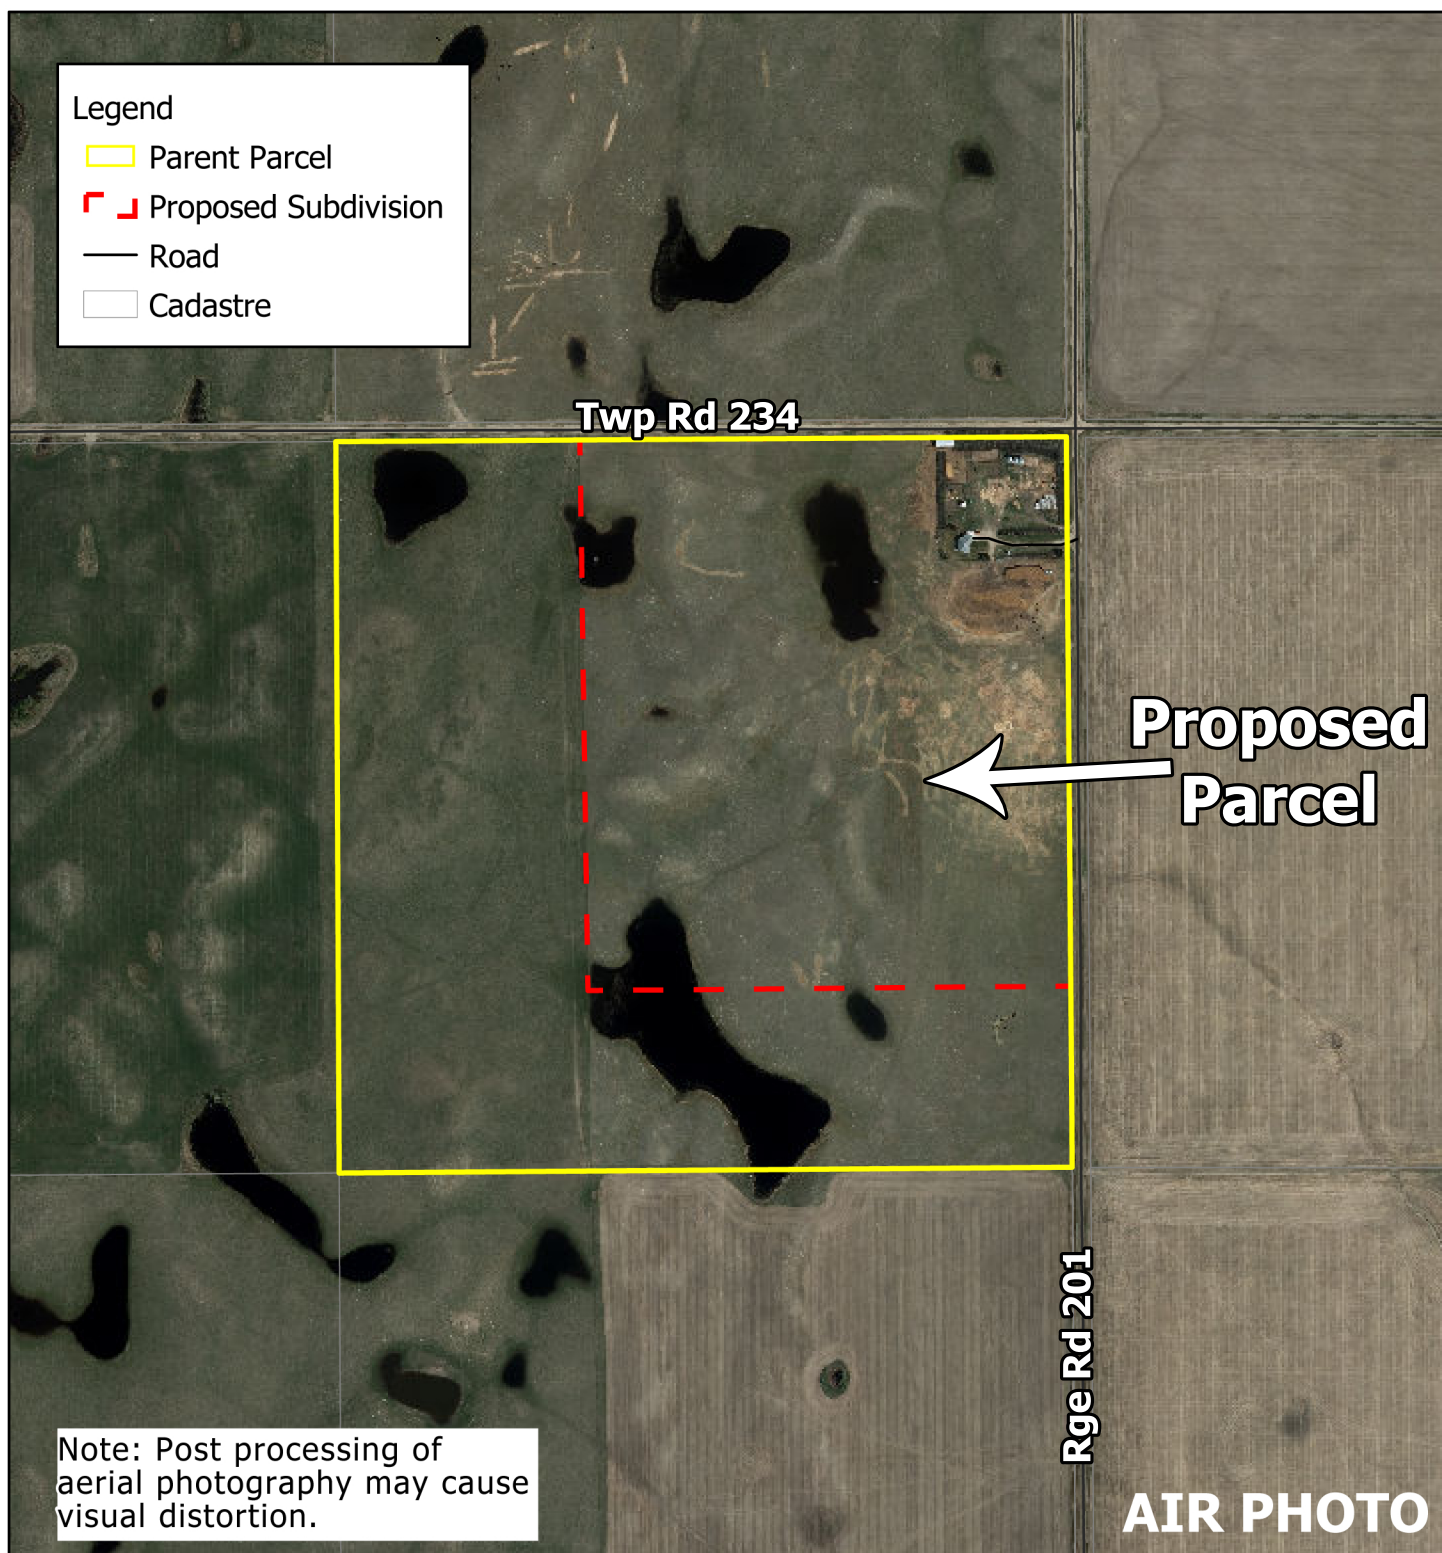 Legend
Parent Parcel
Proposed Subdivision
Road
Cadastre
Twp Rd 234
Proposed
Parcel
Rge Rd 201
Note: Post processing of
aerial photography may cause
visual distortion.
AIR PHOTO